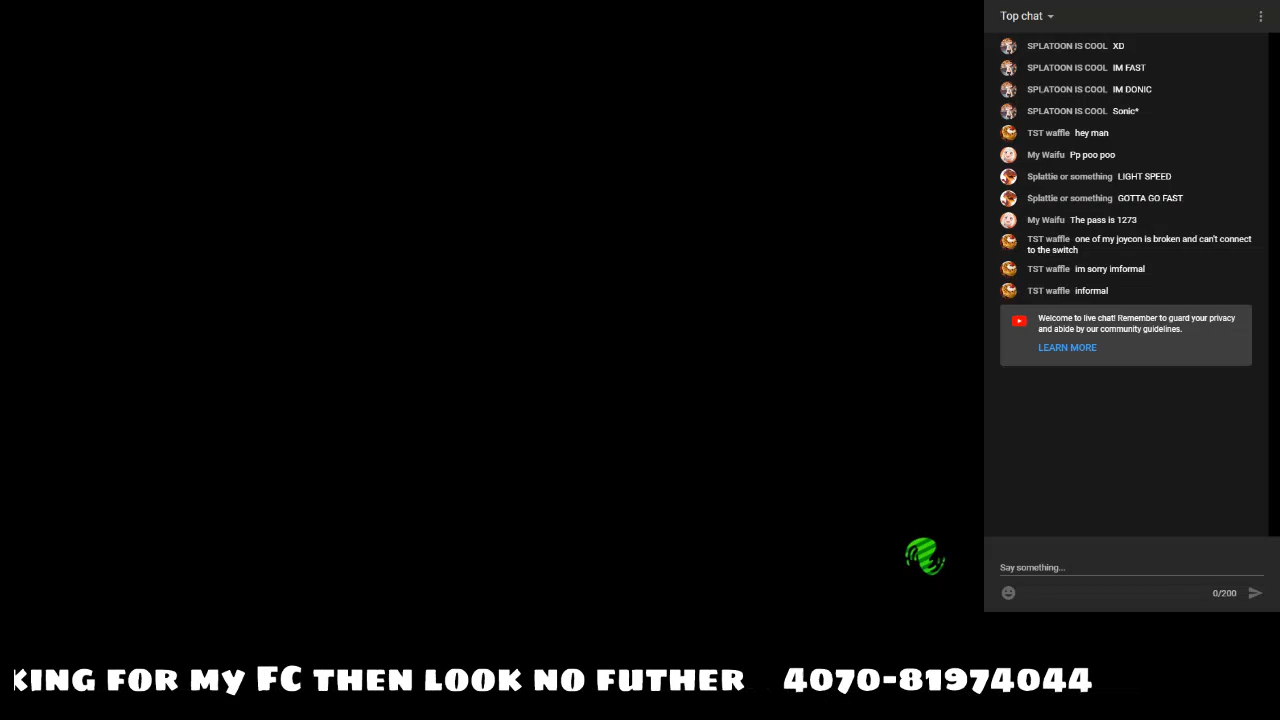 Top chat
SPLATOON IS COOL XD
SPLATOON IS COOL IM FAST
SPLATOON IS COOL IM DONIC
SPLATOON IS COOL Sonic*
TST waffle hey man
My Waifu Pp poo poo
Splattie or something LIGHT SPEED
Splattie or something GOTTA GO FAST
My Waifu The pass is 1273
TST waffle one of my joycon is broken and can't connect
to the switch
TST waffle im sorry imformal
TST waffle informal
Welcome to live chat! Remember to guard your privacy
and abide by our community guidelines.
LEARN MORE
Say something...
0/200
KING FOR MY FC THEN LOOK NO FUTHER 4070-81974044